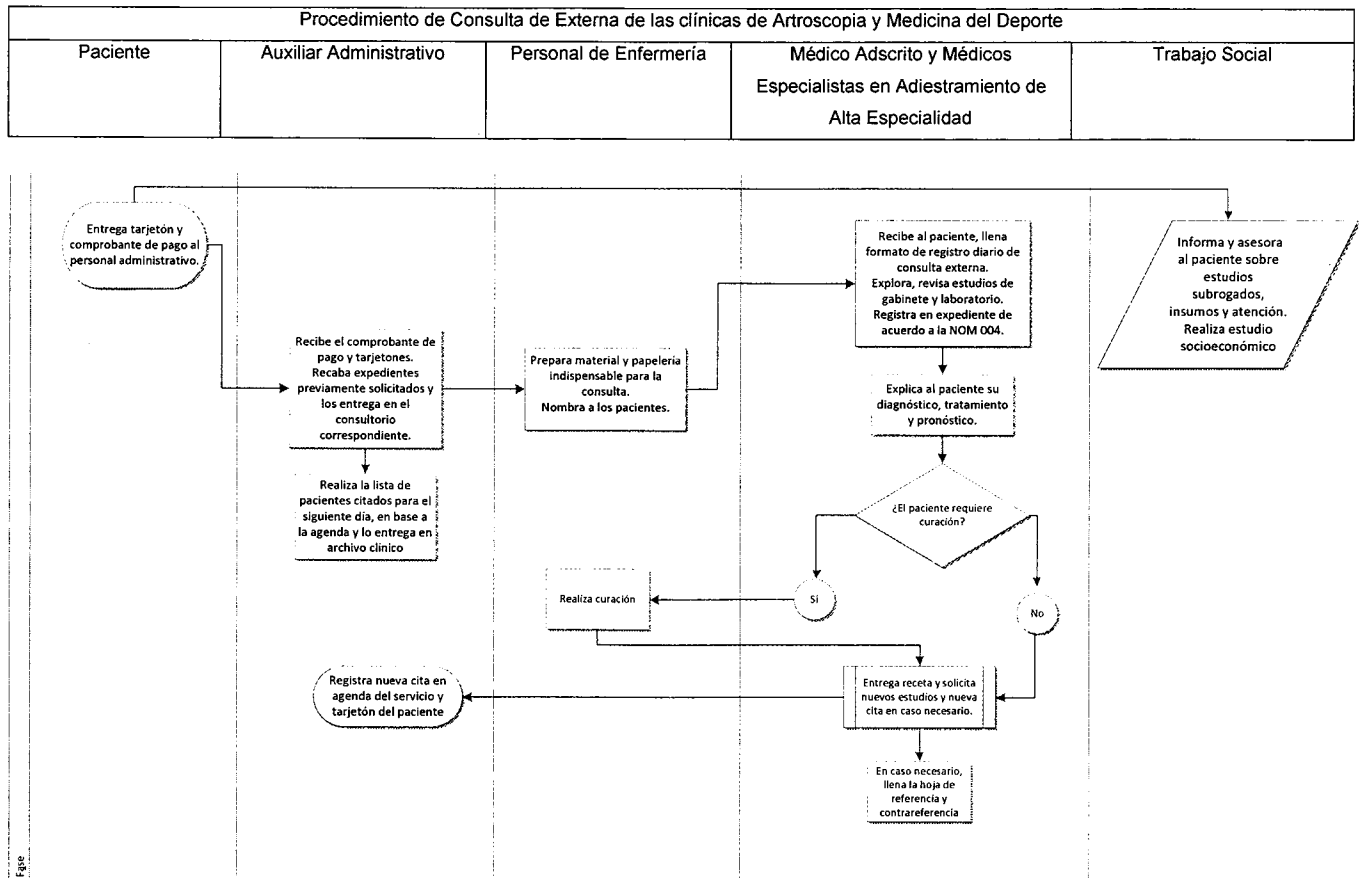 Procedimiento de Consulta de Externa de las clínicas de Artroscopia y Medicina del Deporte
Paciente
Auxiliar Administrativo
Personal de Enfermería
Médico Adscrito y Médicos
Especialistas en Adiestramiento de
Alta Especialidad
Trabajo Social
Entrega tarjetón y
comprobante de pago al
personal administrativo.
Recibe el comprobante de
pago y tarjetones.
Recaba expedientes
previamente solicitados y
los entrega en el
consultorio
correspondiente.
Realiza la lista de
pacientes citados para el
siguiente día, en base a
la agenda y lo entrega en
archivo clínico
Prepara material y papelería
indispensable para la
consulta.
Nombra a los pacientes.
Recibe al paciente, llena
formato de registro diario de
consulta externa.
Explora, revisa estudios de
gabinete y laboratorio.
Registra en expediente de
acuerdo a la NOM 004.
Explica al paciente su
diagnóstico, tratamiento
y pronóstico.
¿El paciente requiere
curación?
Sí
No
Realiza curación
Entrega receta y solicita
nuevos estudios y nueva
cita en caso necesario.
Registra nueva cita en
agenda del servicio y
tarjetón del paciente
En caso necesario,
llena la hoja de
referencia y
contrareferencia
Informa y asesora
al paciente sobre
estudios
subrogados,
insumos y atención.
Realiza estudio
socioeconómico
Fase